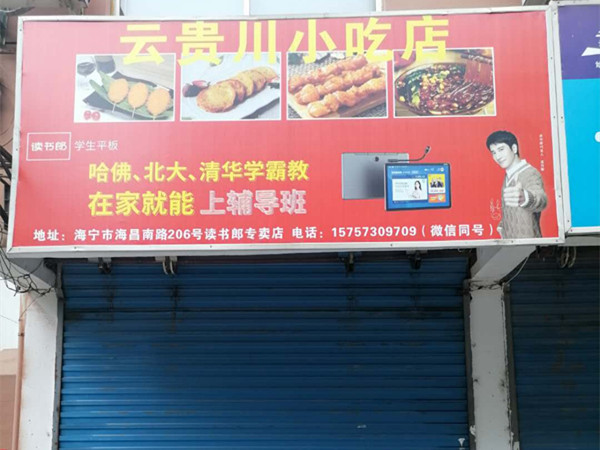 云贵川小吃店
读书郎 学生平板
哈佛、北大、清华学霸教
在家就能 上辅导班
地址：海宁市海昌南路206号读书郎专卖店 电话：15757309709（微信同号）